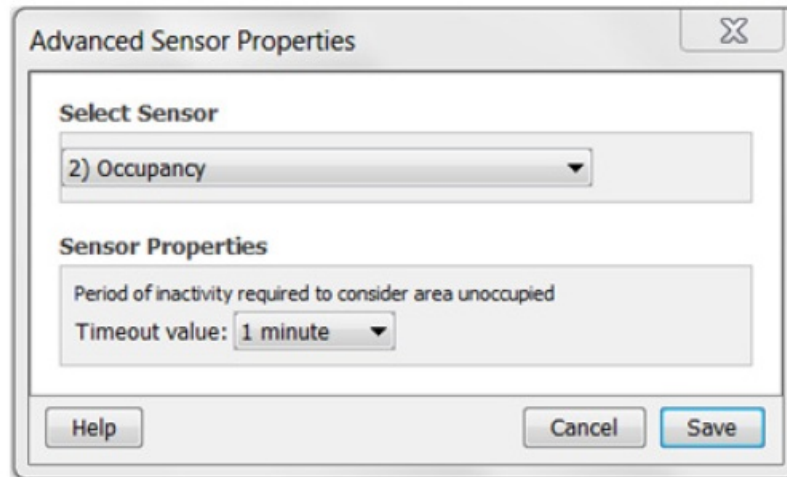 Advanced Sensor Properties
Select Sensor
2) Occupancy
Sensor Properties
Period of inactivity required to consider area unoccupied
Timeout value: 1 minute
Help Cancel Save